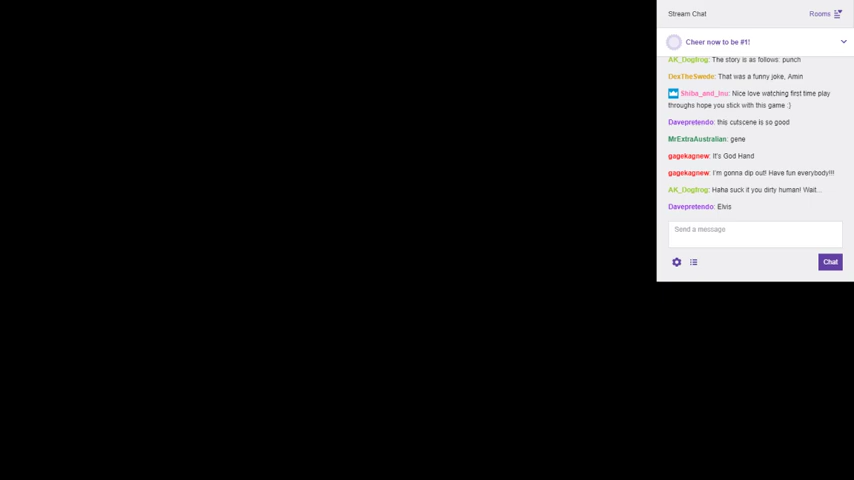 Stream Chat
Rooms
Cheer now to be #1!
AK_Dogfrog: The story is as follows: punch
DexTheSwede: That was a funny joke, Amin
Shiba_and_Inu: Nice love watching first time play
throughs hope you stick with this game :)
Davepretendo: this cutscene is so good
MrExtraAustralian: gene
gagekagnew: It's God Hand
gagekagnew: I'm gonna dip out! Have fun everybody!!!
AK_Dogfrog: Haha suck it you dirty human! Wait...
Davepretendo: Elvis
Send a message
Chat